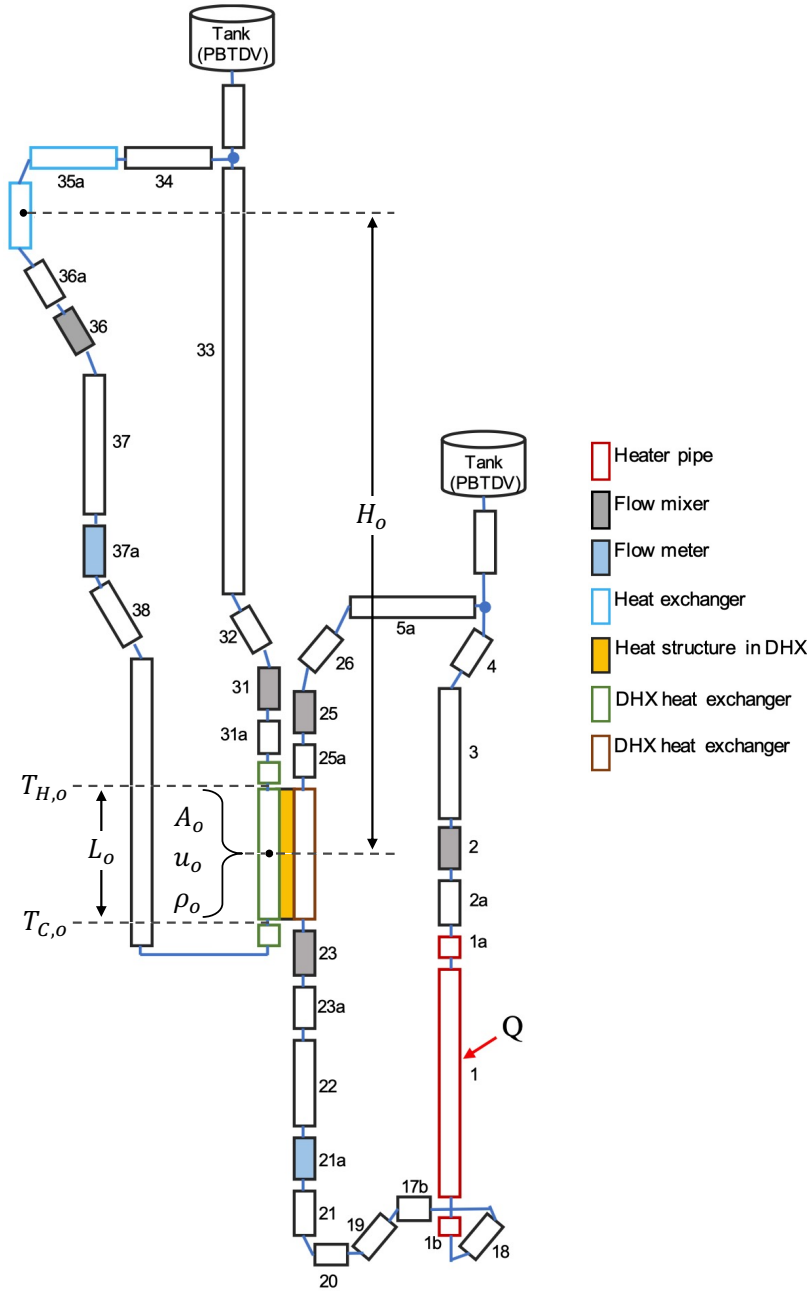 Tank
(PBTDV)
35a
34
36a
36
33
37
37a
38
32
31
31a
H_o
Tank
(PBTDV)
5a
26
4
25
25a
3
2
2a
1a
T_{H,o}
L_o
T_{C,o}
A_o
u_o
ρ_o
23
23a
22
21a
21
20
19
17b
1b
18
1
Q
Heater pipe
Flow mixer
Flow meter
Heat exchanger
Heat structure in DHX
DHX heat exchanger
DHX heat exchanger